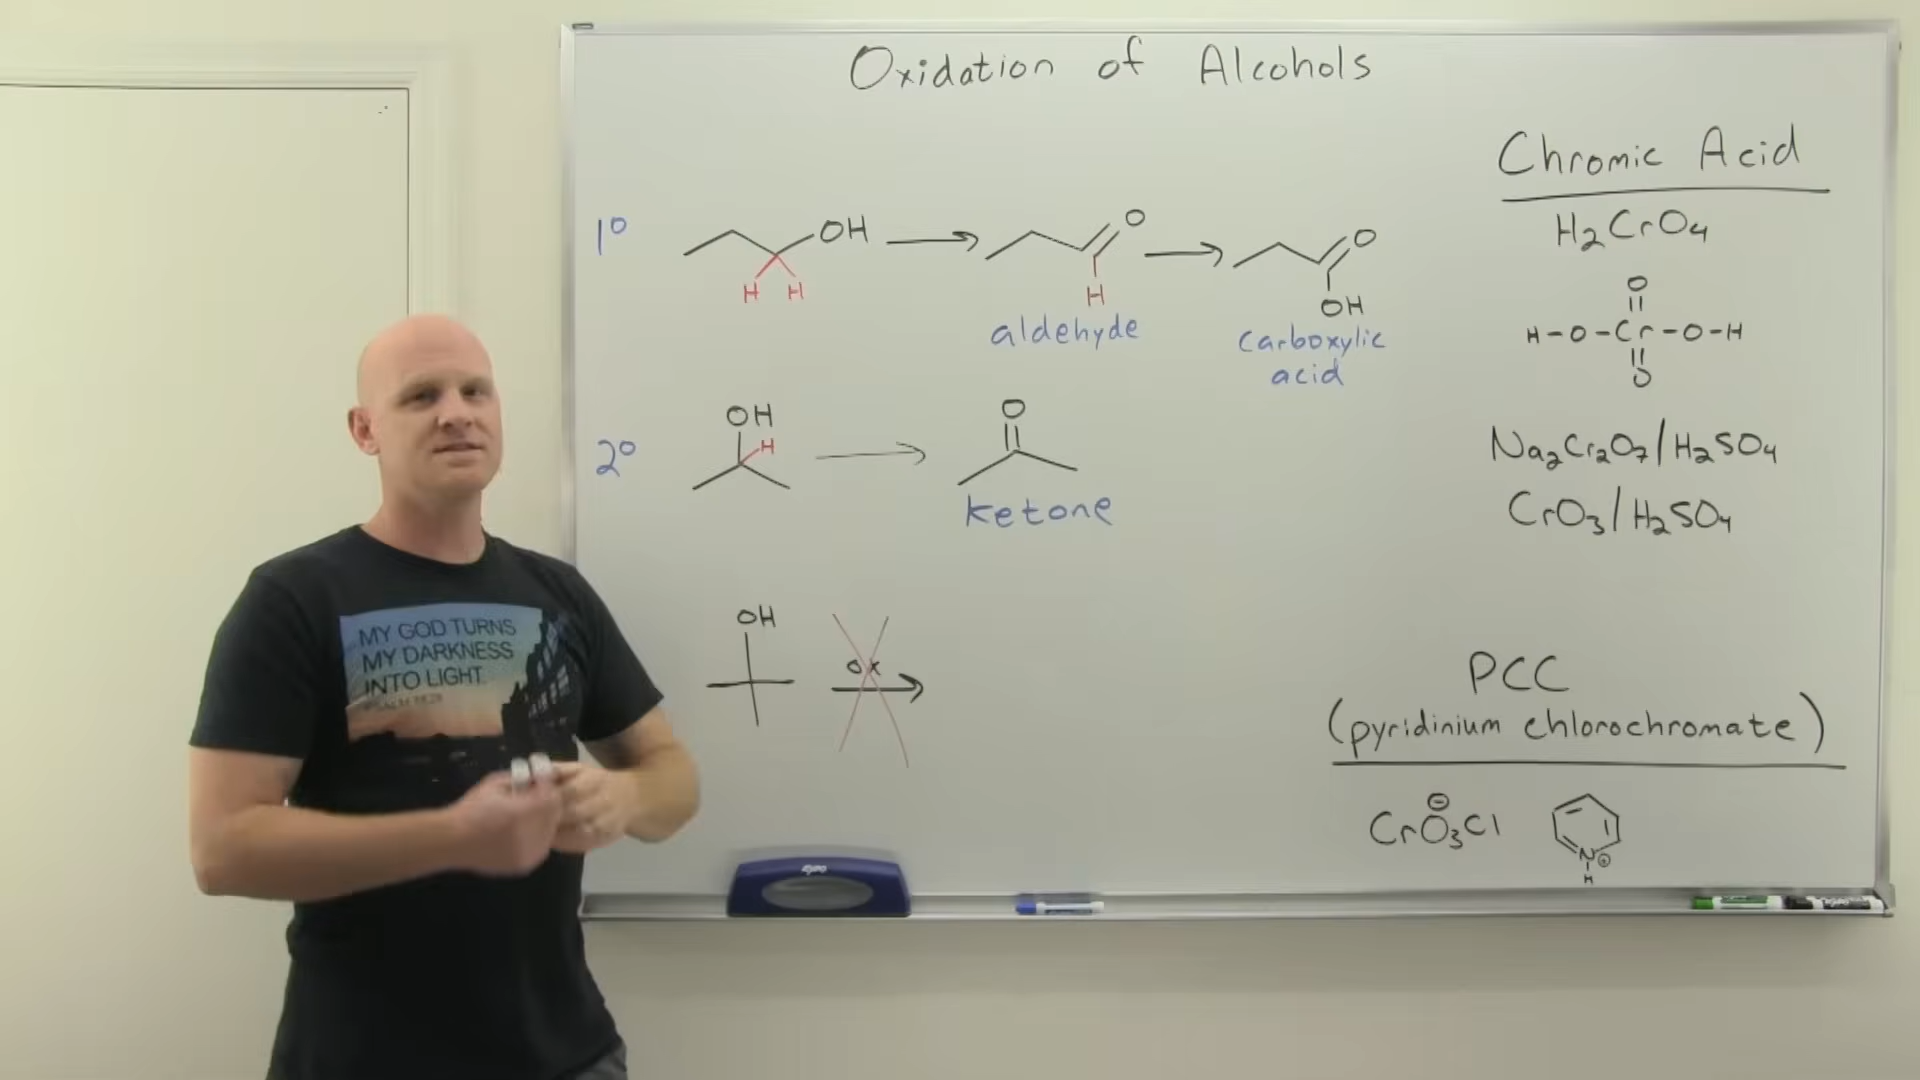 Oxidation of Alcohols
1° OH H H
O H
O OH
aldehyde
carboxylic
acid
2° OH H
O
ketone
OH
ox
Chromic Acid
H₂CrO₄
O
H-O-Cr-O-H
O
Na₂Cr₂O₇/H₂SO₄
CrO₃/H₂SO₄
PCC
(pyridinium chlorochromate)
CrO₃Cl ⊖
N⊕
H
MY GOD TURNS
MY DARKNESS
INTO LIGHT
expo